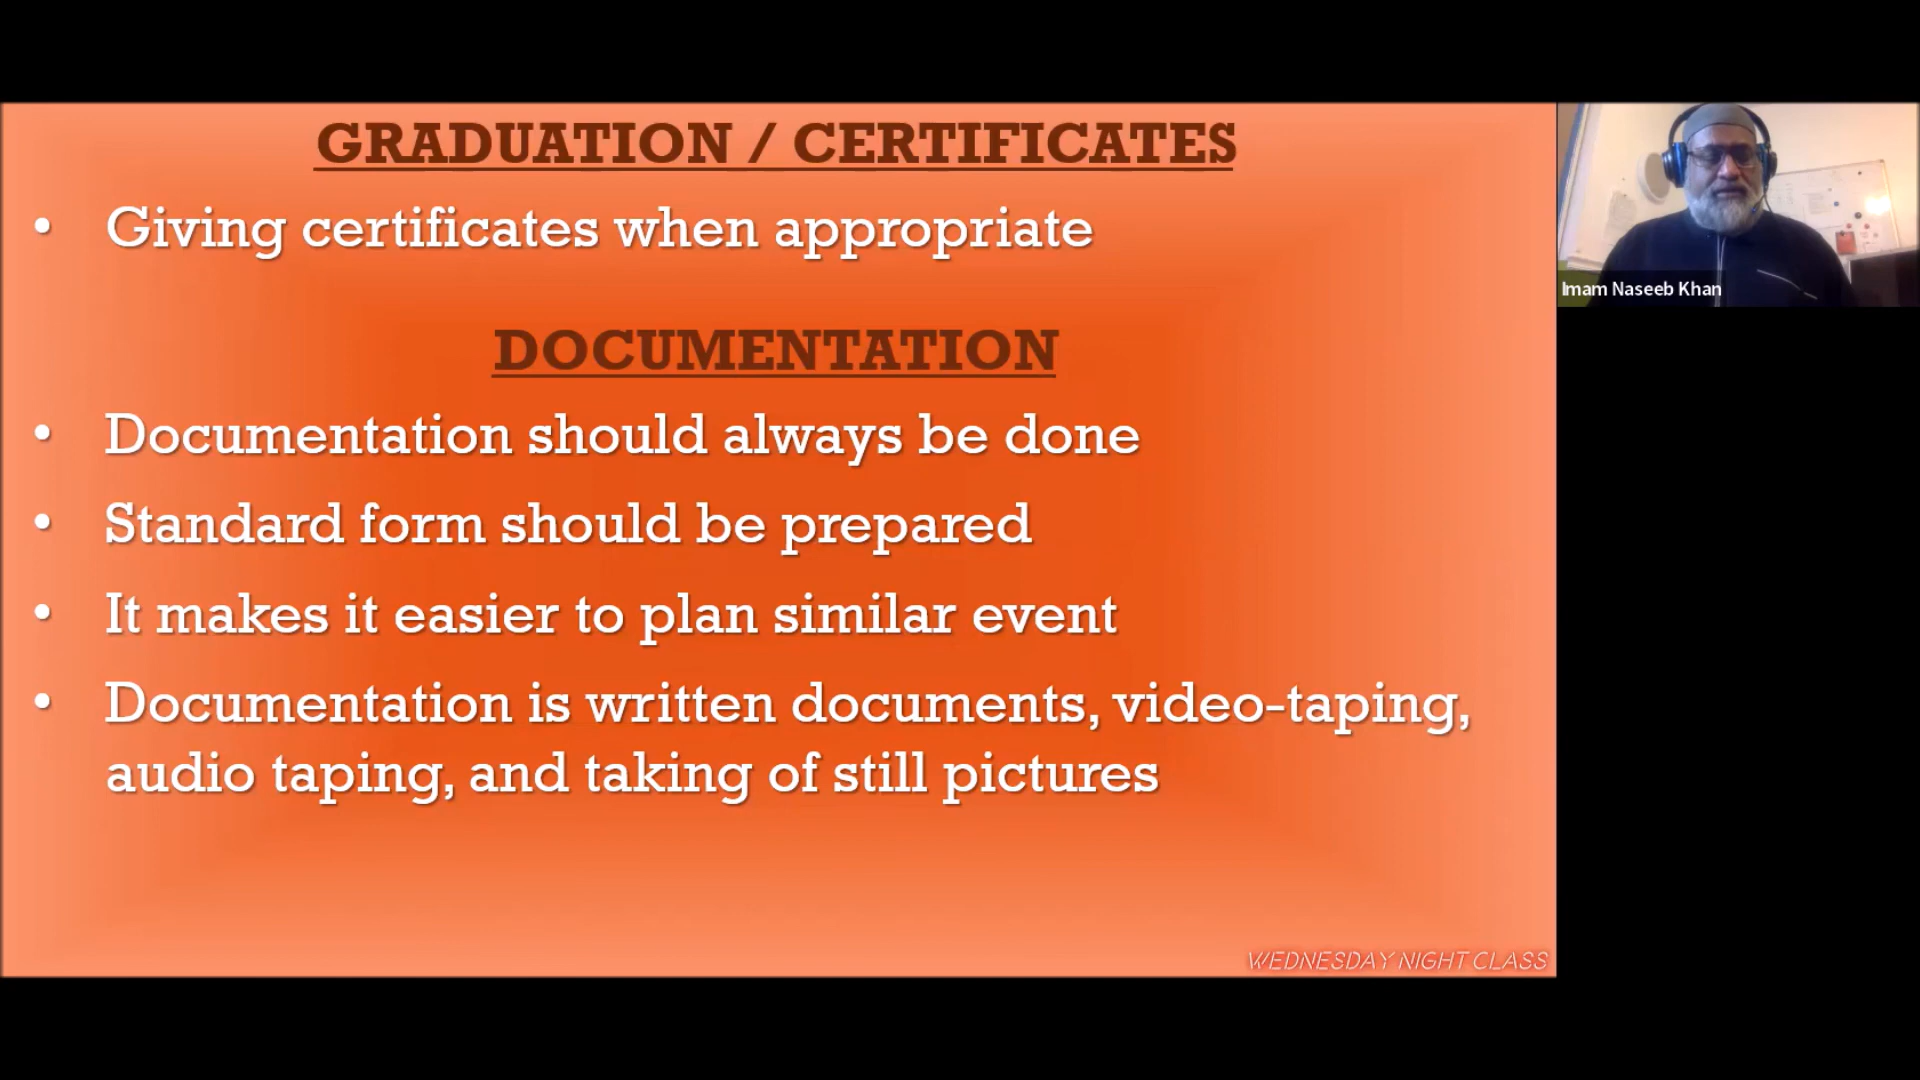 GRADUATION / CERTIFICATES
• Giving certificates when appropriate
DOCUMENTATION
• Documentation should always be done
• Standard form should be prepared
• It makes it easier to plan similar event
• Documentation is written documents, video-taping,
audio taping, and taking of still pictures
WEDNESDAY NIGHT CLASS
Imam Naseeb Khan